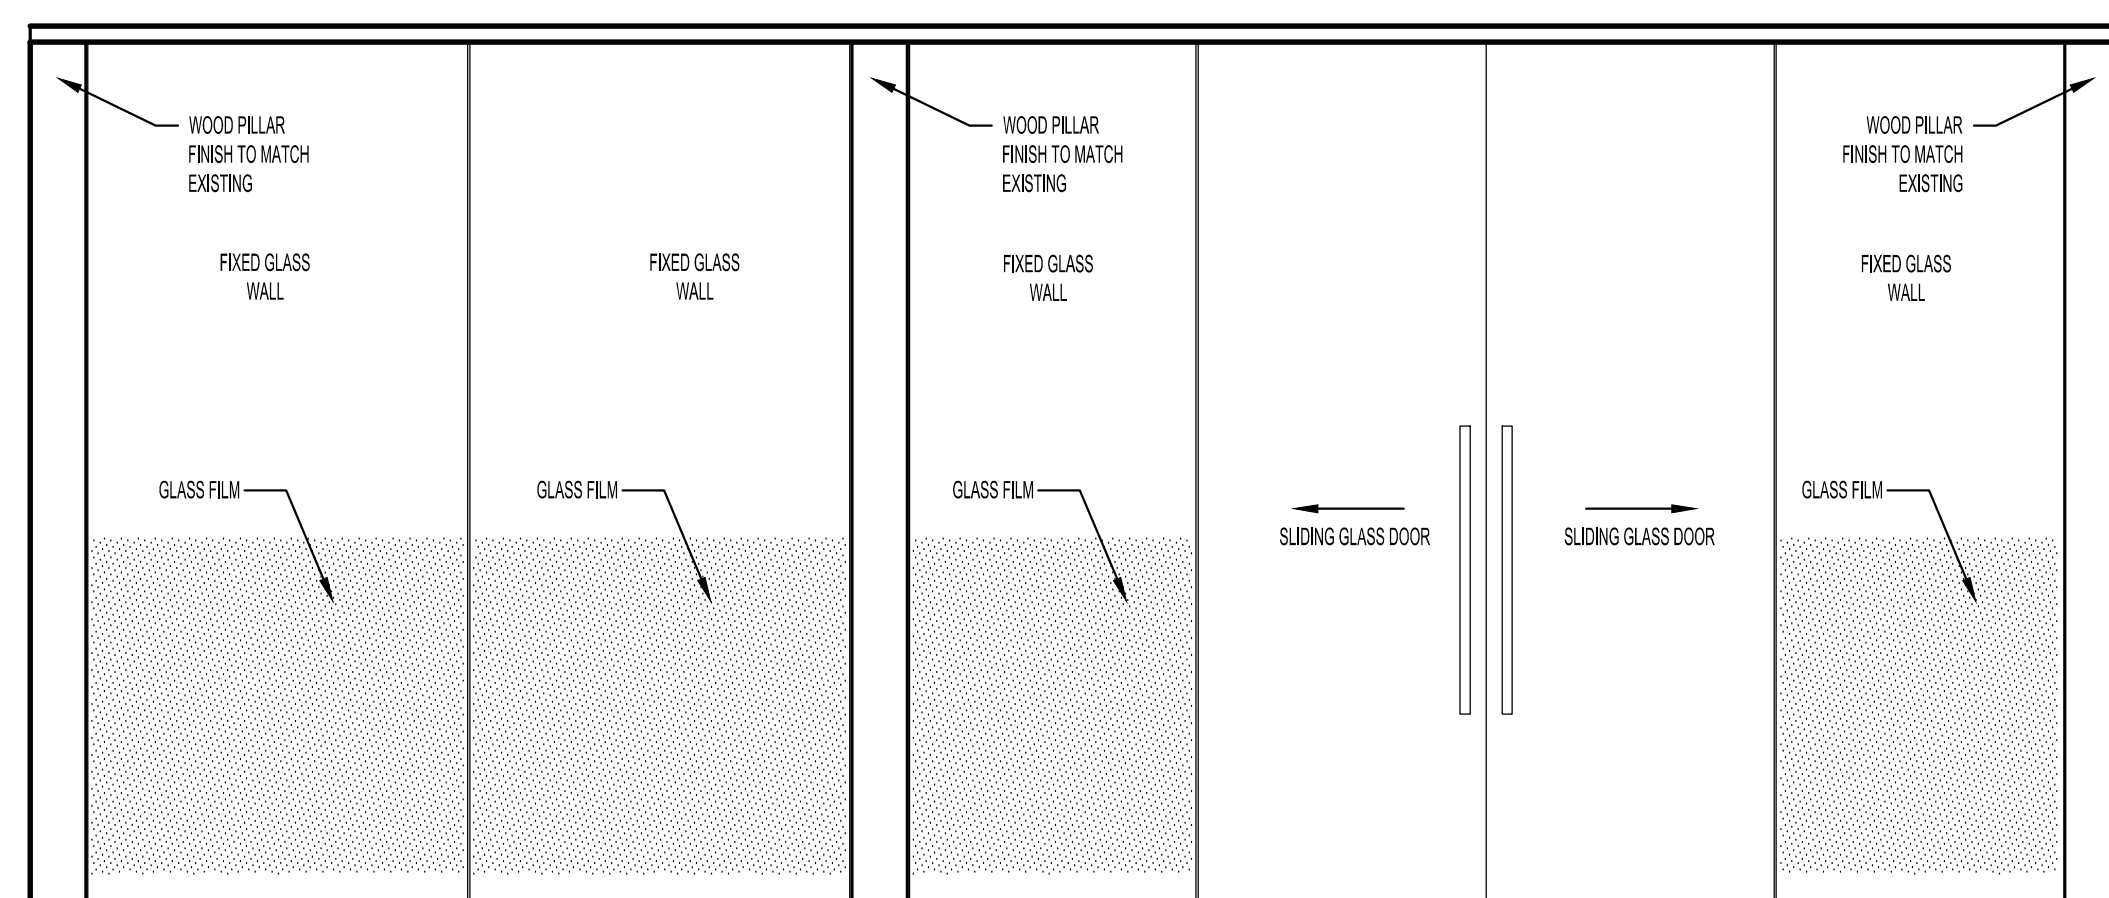 WOOD PILLAR
FINISH TO MATCH
EXISTING
WOOD PILLAR
FINISH TO MATCH
EXISTING
WOOD PILLAR
FINISH TO MATCH
EXISTING
FIXED GLASS
WALL
FIXED GLASS
WALL
FIXED GLASS
WALL
FIXED GLASS
WALL
GLASS FILM
GLASS FILM
GLASS FILM
GLASS FILM
SLIDING GLASS DOOR
SLIDING GLASS DOOR